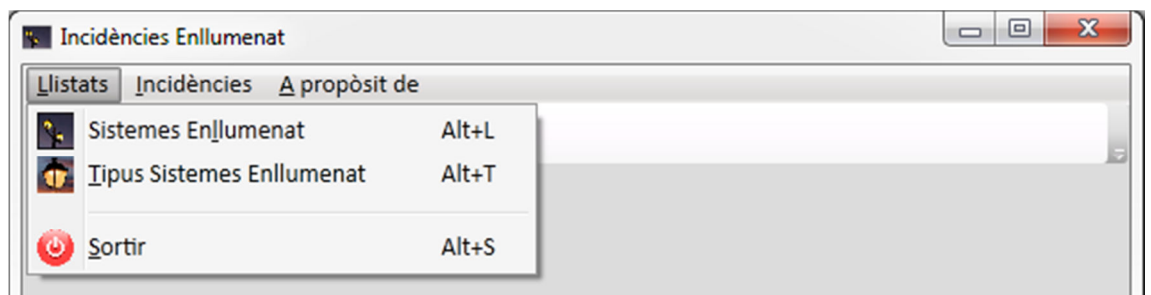 Incidències Enllumenat
Llistats Incidències A propòsit de
Sistemes Enllumenat Alt+L
Tipus Sistemes Enllumenat Alt+T
Sortir Alt+S